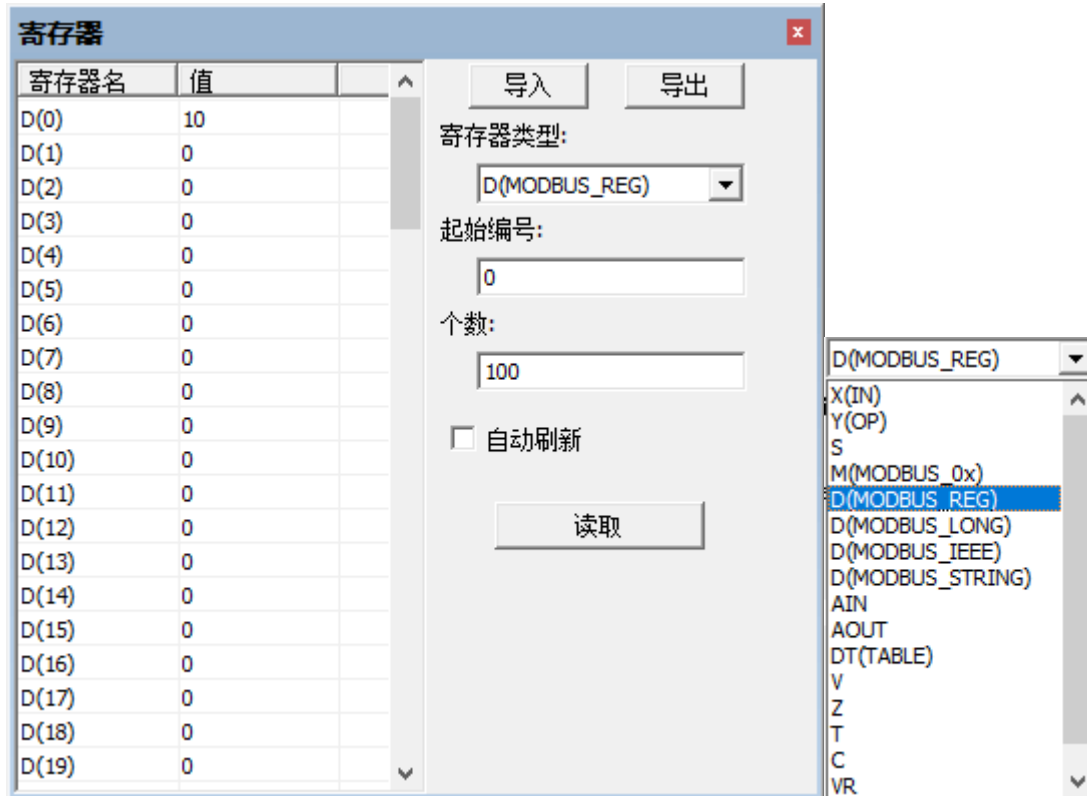 寄存器
寄存器名 值
D(0) 10
D(1) 0
D(2) 0
D(3) 0
D(4) 0
D(5) 0
D(6) 0
D(7) 0
D(8) 0
D(9) 0
D(10) 0
D(11) 0
D(12) 0
D(13) 0
D(14) 0
D(15) 0
D(16) 0
D(17) 0
D(18) 0
D(19) 0
导入 导出
寄存器类型:
D(MODBUS_REG)
起始编号:
0
个数:
100
自动刷新
读取
D(MODBUS_REG)
X(IN)
Y(OP)
S
M(MODBUS_0x)
D(MODBUS_REG)
D(MODBUS_LONG)
D(MODBUS_IEEE)
D(MODBUS_STRING)
AIN
AOUT
DT(TABLE)
V
Z
T
C
VR